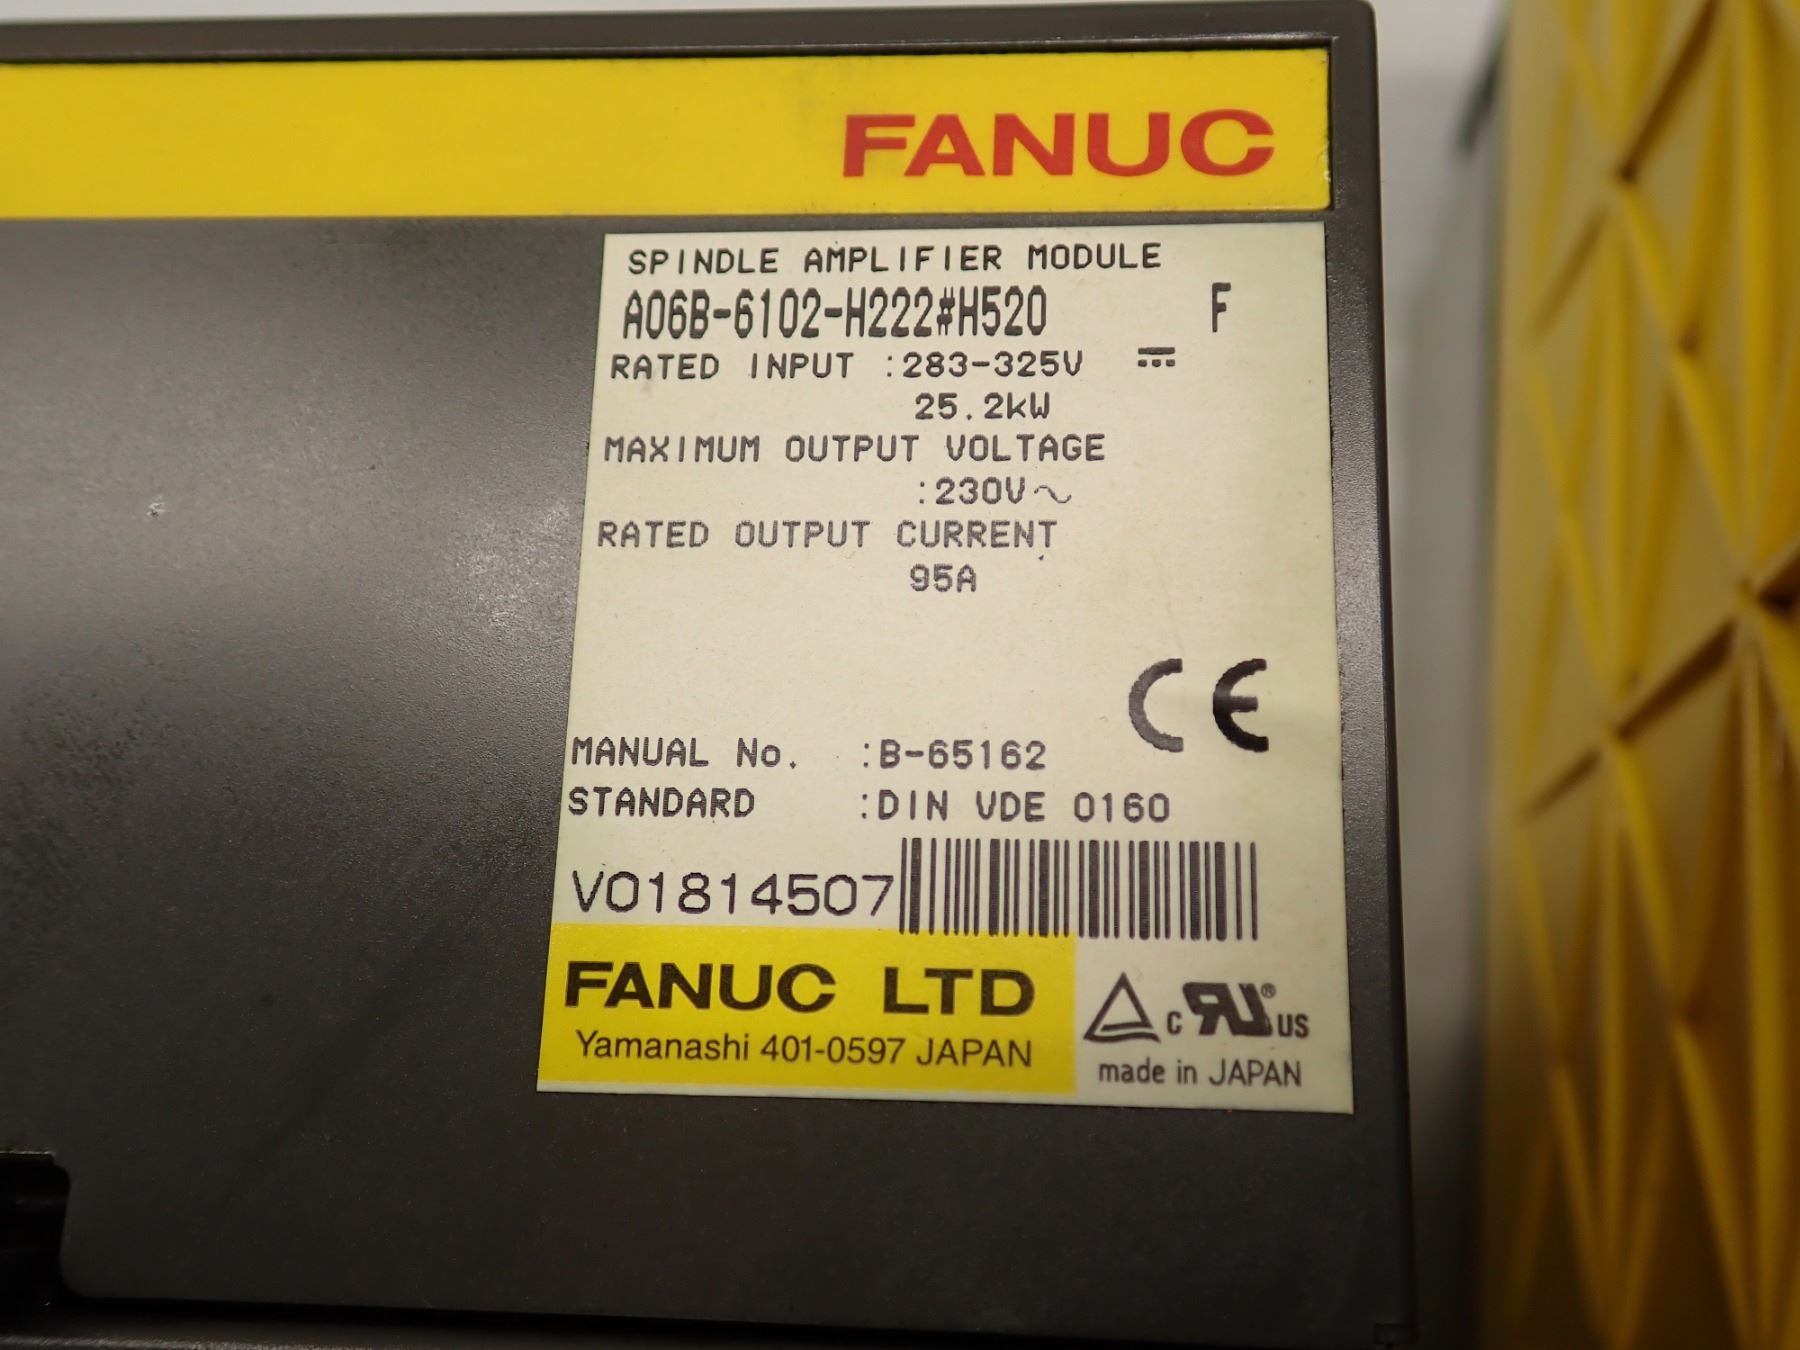 FANUC
SPINDLE AMPLIFIER MODULE
A06B-6102-H222#H520 F
RATED INPUT :283-325V ⎓
25.2kW
MAXIMUM OUTPUT VOLTAGE
:230V∼
RATED OUTPUT CURRENT
95A
CE
MANUAL No. :B-65162
STANDARD :DIN VDE 0160
V01814507
FANUC LTD
Yamanashi 401-0597 JAPAN
c RU® US
made in JAPAN